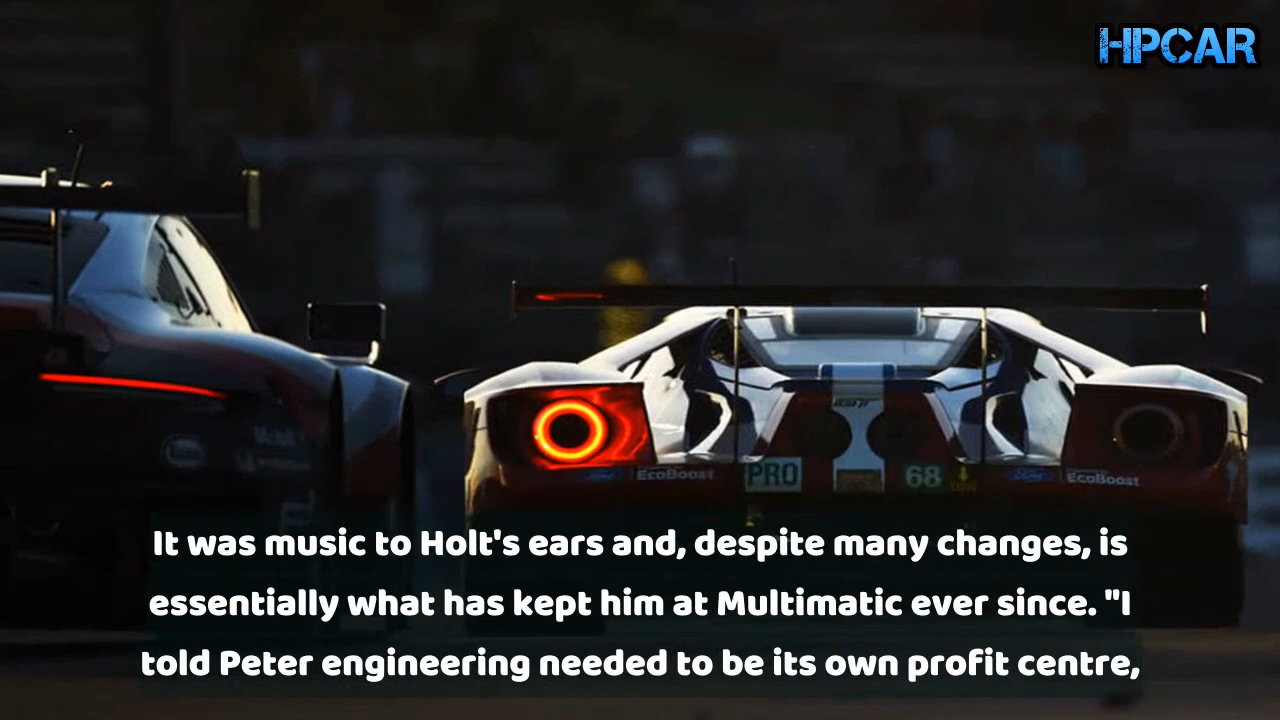 HPCAR
EcoBoost
PRO
68
EcoBoost
It was music to Holt's ears and, despite many changes, is
essentially what has kept him at Multimatic ever since. "I
told Peter engineering needed to be its own profit centre,